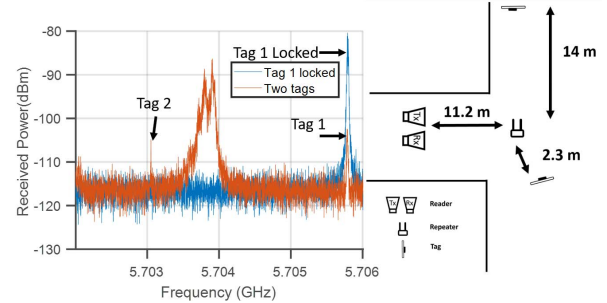 -80
-90
-100
-110
-120
-130
Received Power(dBm)
5.703
5.704
5.705
5.706
Frequency (GHz)
Tag 1 Locked
Tag 1 locked
Two tags
Tag 2
Tag 1
14 m
11.2 m
2.3 m
Tx
Rx
Tx
Rx
Reader
Repeater
Tag